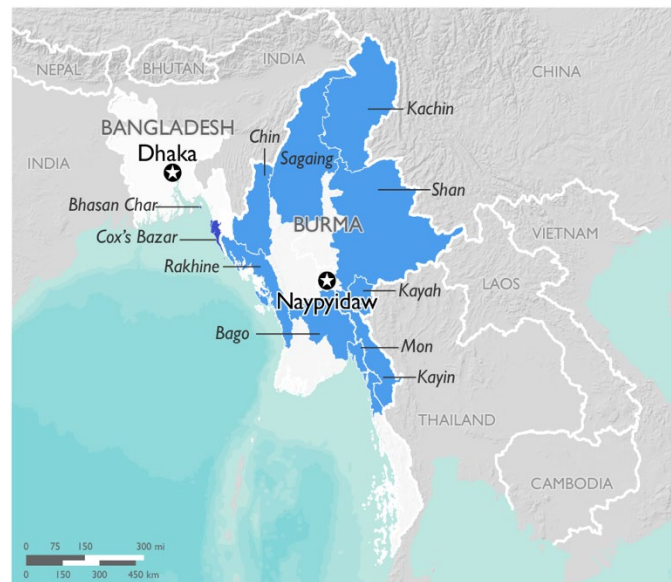 NEPAL
BHUTAN
INDIA
CHINA
BANGLADESH
Dhaka
INDIA
Chin
Sagaing
Kachin
Shan
Bhasan Char
Cox's Bazar
BURMA
Rakhine
VIETNAM
LAOS
Naypyidaw
Kayah
Bago
Mon
Kayin
THAILAND
CAMBODIA
0 75 150 300 mi
0 150 300 450 km